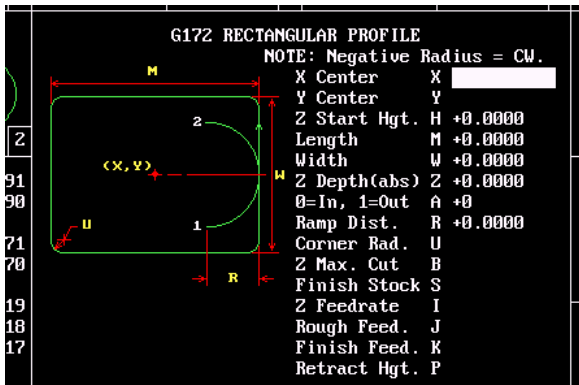 G172 RECTANGULAR PROFILE
NOTE: Negative Radius = CW.
X Center X
Y Center Y
Z Start Hgt. H +0.0000
Length M +0.0000
Width W +0.0000
Z Depth(abs) Z +0.0000
0=In, 1=Out A +0
Ramp Dist. R +0.0000
Corner Rad. U
Z Max. Cut B
Finish Stock S
Z Feedrate I
Rough Feed. J
Finish Feed. K
Retract Hgt. P
M
2
(X,Y)
W
U
1
R
2
91
90
71
70
19
18
17